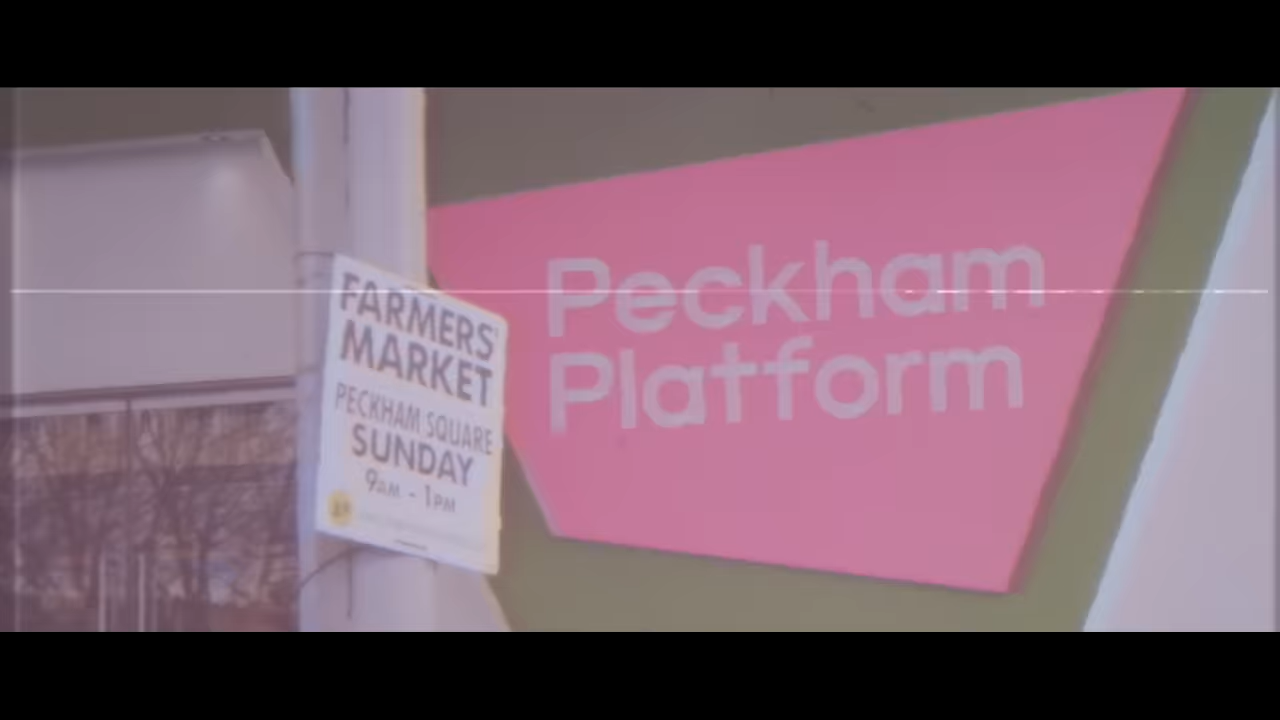 FARMERS'
MARKET
PECKHAM SQUARE
SUNDAY
9AM - 1PM
Peckham
Platform